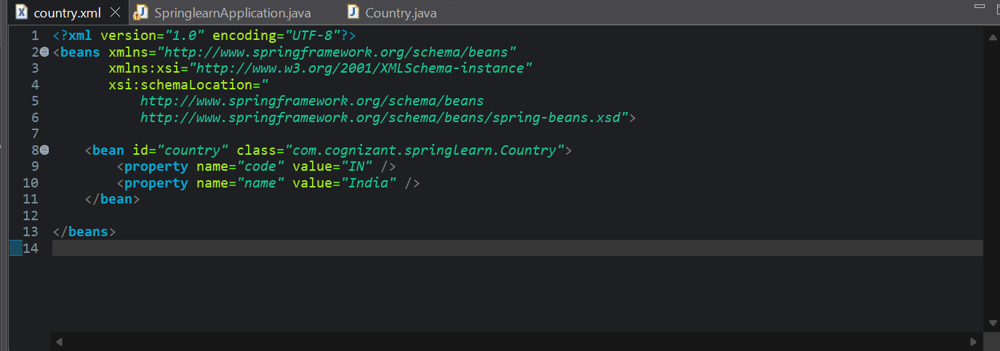 country.xml SpringlearnApplication.java Country.java
1 <?xml version="1.0" encoding="UTF-8"?>
2 <beans xmlns="http://www.springframework.org/schema/beans"
3 xmlns:xsi="http://www.w3.org/2001/XMLSchema-instance"
4 xsi:schemaLocation="
5 http://www.springframework.org/schema/beans
6 http://www.springframework.org/schema/beans/spring-beans.xsd">
7
8 <bean id="country" class="com.cognizant.springlearn.Country">
9 <property name="code" value="IN" />
10 <property name="name" value="India" />
11 </bean>
12
13 </beans>
14